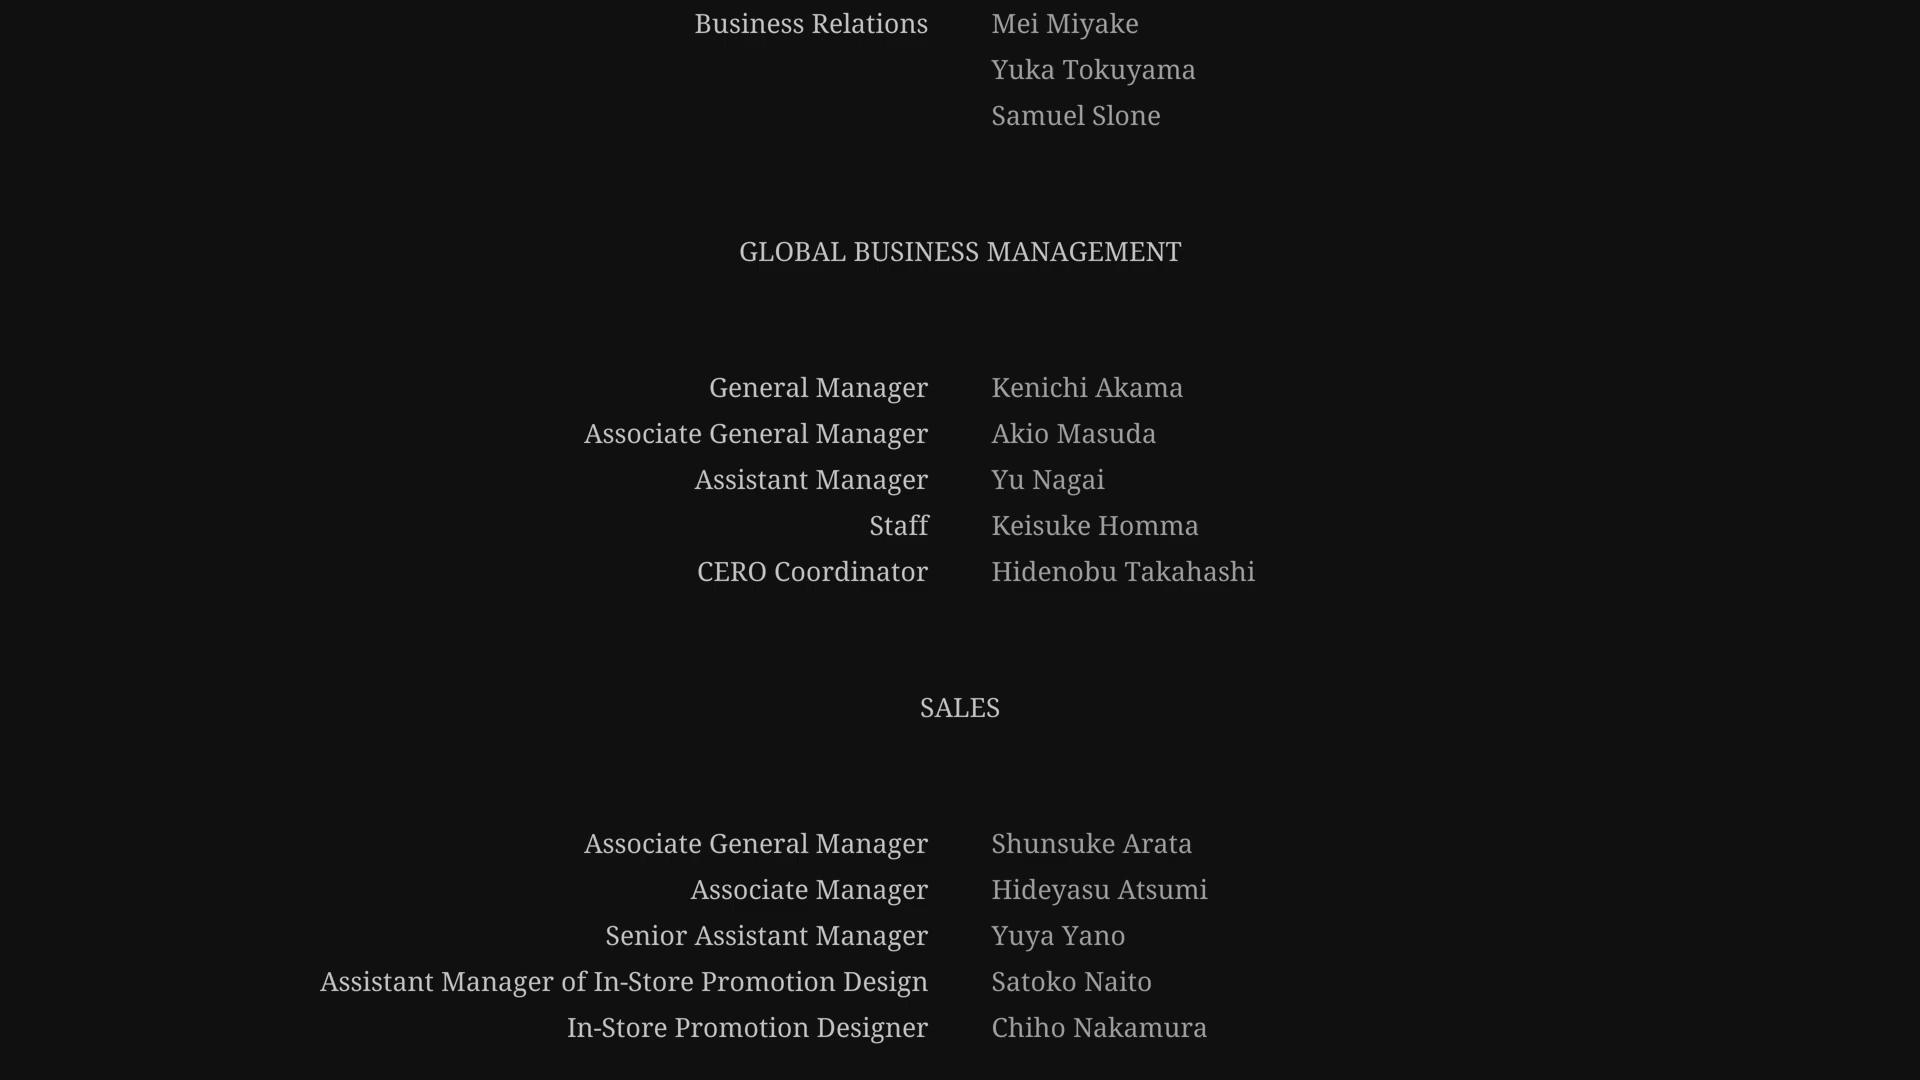 Business Relations Mei Miyake
Yuka Tokuyama
Samuel Slone
GLOBAL BUSINESS MANAGEMENT
General Manager Kenichi Akama
Associate General Manager Akio Masuda
Assistant Manager Yu Nagai
Staff Keisuke Homma
CERO Coordinator Hidenobu Takahashi
SALES
Associate General Manager Shunsuke Arata
Associate Manager Hideyasu Atsumi
Senior Assistant Manager Yuya Yano
Assistant Manager of In-Store Promotion Design Satoko Naito
In-Store Promotion Designer Chiho Nakamura